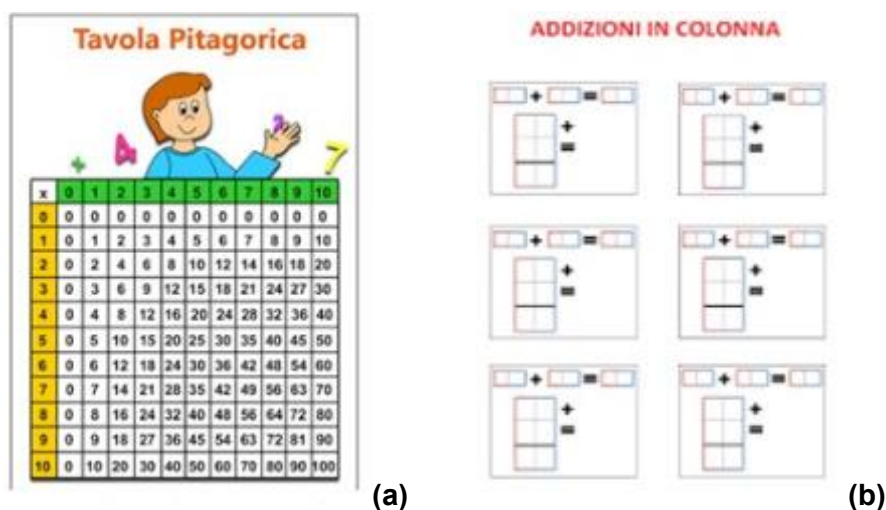 Tavola Pitagorica
+ 4 2 7
x 0 1 2 3 4 5 6 7 8 9 10
0 0 0 0 0 0 0 0 0 0 0 0
1 0 1 2 3 4 5 6 7 8 9 10
2 0 2 4 6 8 10 12 14 16 18 20
3 0 3 6 9 12 15 18 21 24 27 30
4 0 4 8 12 16 20 24 28 32 36 40
5 0 5 10 15 20 25 30 35 40 45 50
6 0 6 12 18 24 30 36 42 48 54 60
7 0 7 14 21 28 35 42 49 56 63 70
8 0 8 16 24 32 40 48 56 64 72 80
9 0 9 18 27 36 45 54 63 72 81 90
10 0 10 20 30 40 50 60 70 80 90 100
(a)
ADDIZIONI IN COLONNA
+ = + =
+ +
= =
+ = + =
+ +
= =
+ = + =
+ +
= =
(b)